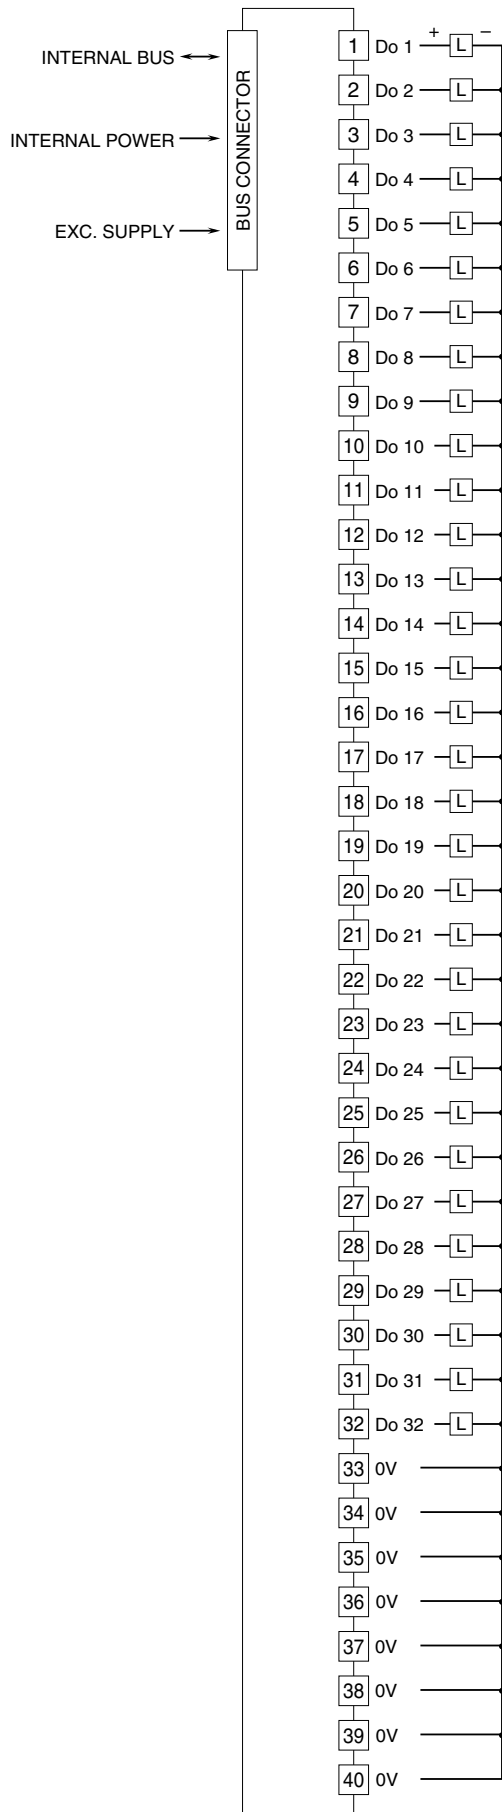 INTERNAL BUS
INTERNAL POWER
EXC. SUPPLY
BUS CONNECTOR
+ −
1 Do 1 L
2 Do 2 L
3 Do 3 L
4 Do 4 L
5 Do 5 L
6 Do 6 L
7 Do 7 L
8 Do 8 L
9 Do 9 L
10 Do 10 L
11 Do 11 L
12 Do 12 L
13 Do 13 L
14 Do 14 L
15 Do 15 L
16 Do 16 L
17 Do 17 L
18 Do 18 L
19 Do 19 L
20 Do 20 L
21 Do 21 L
22 Do 22 L
23 Do 23 L
24 Do 24 L
25 Do 25 L
26 Do 26 L
27 Do 27 L
28 Do 28 L
29 Do 29 L
30 Do 30 L
31 Do 31 L
32 Do 32 L
33 0V
34 0V
35 0V
36 0V
37 0V
38 0V
39 0V
40 0V